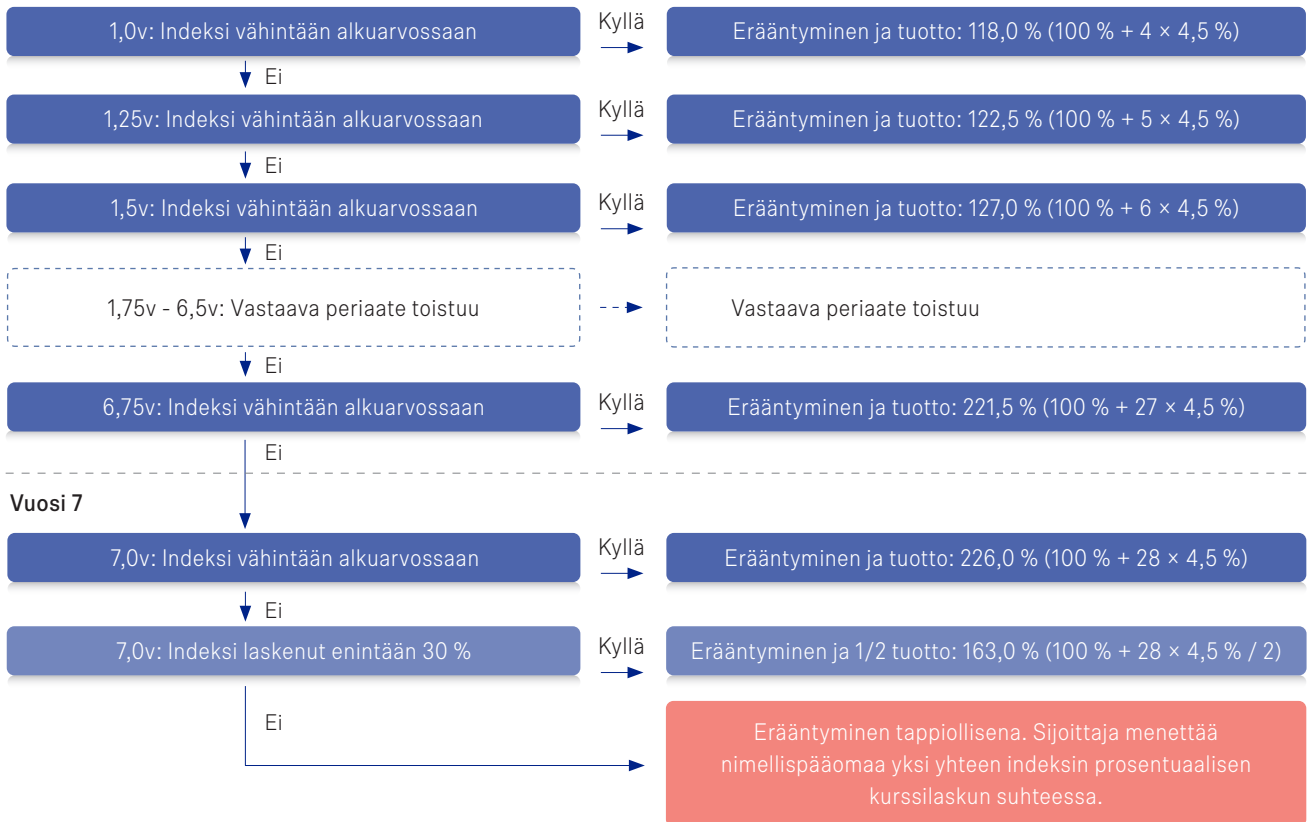 1,0v: Indeksi vähintään alkuarvossaan
Kyllä
Erääntyminen ja tuotto: 118,0 % (100 % + 4 × 4,5 %)
Ei
1,25v: Indeksi vähintään alkuarvossaan
Kyllä
Erääntyminen ja tuotto: 122,5 % (100 % + 5 × 4,5 %)
Ei
1,5v: Indeksi vähintään alkuarvossaan
Kyllä
Erääntyminen ja tuotto: 127,0 % (100 % + 6 × 4,5 %)
Ei
1,75v - 6,5v: Vastaava periaate toistuu
Vastaava periaate toistuu
Ei
6,75v: Indeksi vähintään alkuarvossaan
Kyllä
Erääntyminen ja tuotto: 221,5 % (100 % + 27 × 4,5 %)
Ei
Vuosi 7
7,0v: Indeksi vähintään alkuarvossaan
Kyllä
Erääntyminen ja tuotto: 226,0 % (100 % + 28 × 4,5 %)
Ei
7,0v: Indeksi laskenut enintään 30 %
Kyllä
Erääntyminen ja 1/2 tuotto: 163,0 % (100 % + 28 × 4,5 % / 2)
Ei
Erääntyminen tappiollisena. Sijoittaja menettää
nimellispääomaa yksi yhteen indeksin prosentuaalisen
kurssilaskun suhteessa.